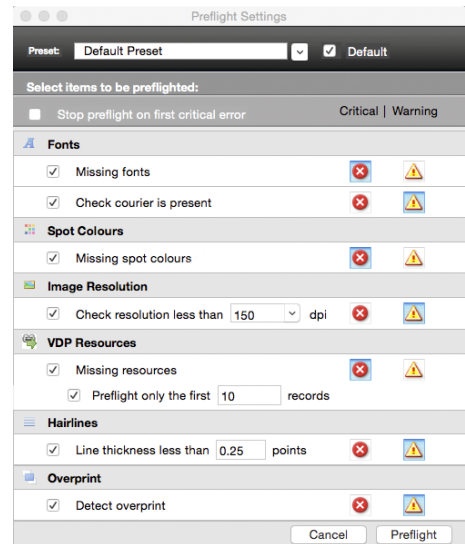 Preflight Settings
Preset: Default Preset Default
Select items to be preflighted:
Stop preflight on first critical error Critical | Warning
Fonts
Missing fonts
Check courier is present
Spot Colours
Missing spot colours
Image Resolution
Check resolution less than 150 dpi
VDP Resources
Missing resources
Preflight only the first 10 records
Hairlines
Line thickness less than 0.25 points
Overprint
Detect overprint
Cancel Preflight